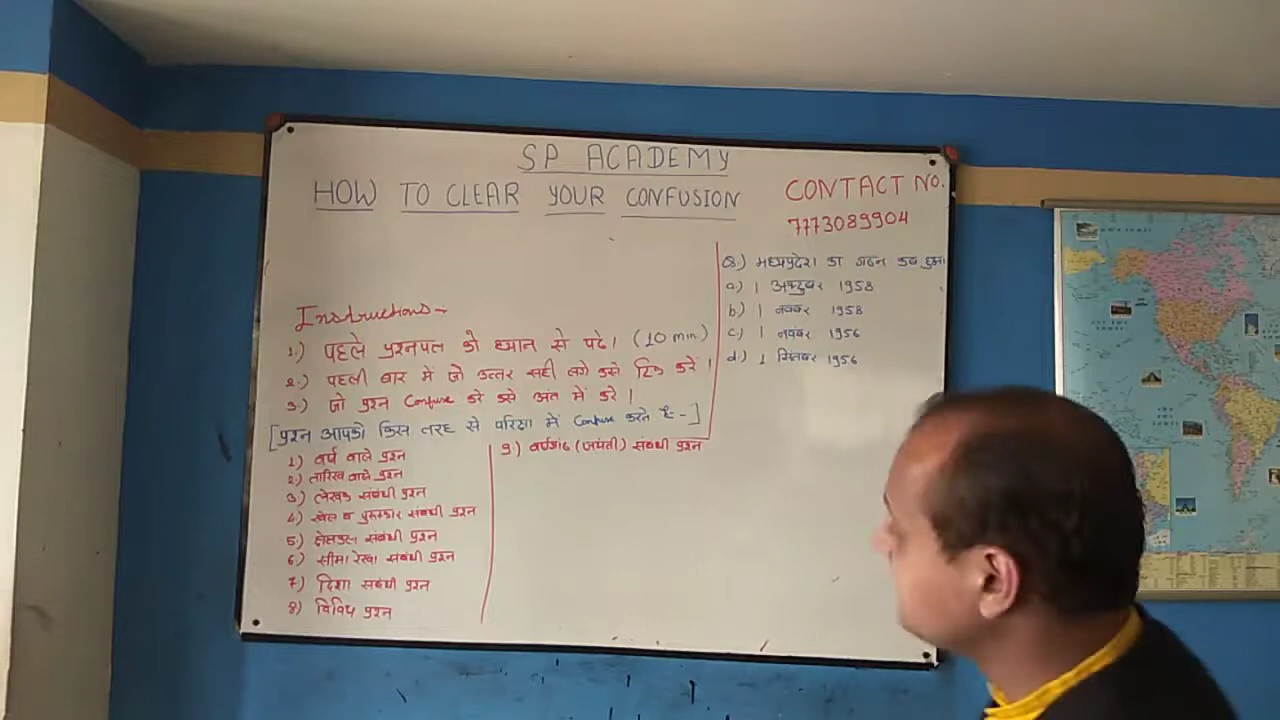 SP ACADEMY
HOW TO CLEAR YOUR CONFUSION
CONTACT NO.
7773089904
Instructions:-
1.) पहले प्रश्नपत्र को ध्यान से पढे। (10 min)
2.) पहली बार में जो उत्तर सही लगे उसे टिक करें।
3.) जो प्रश्न Confuse करे उसे अंत में करे।
[प्रश्न आपको किस तरह से परिक्षा में Confuse करते है -]
1) वर्ष वाले प्रश्न
2.) तारिख वाले प्रश्न
3) लेखक संबंधी प्रश्न
4) खेल व पुरूस्कार संबंधी प्रश्न
5.) क्षेत्रफल संबंधी प्रश्न
6.) सीमा रेखा संबंधी प्रश्न
7) दिशा संबंधी प्रश्न
8) विविध प्रश्न
9.) वर्षगांठ (जयंती) संबंधी प्रश्न
Q.) मध्यप्रदेश का गठन कब हुआ
a.) 1 अक्टुबर 1958
b.) 1 नवंबर 1958
c.) 1 नवंबर 1956
d.) 1 सितंबर 1956